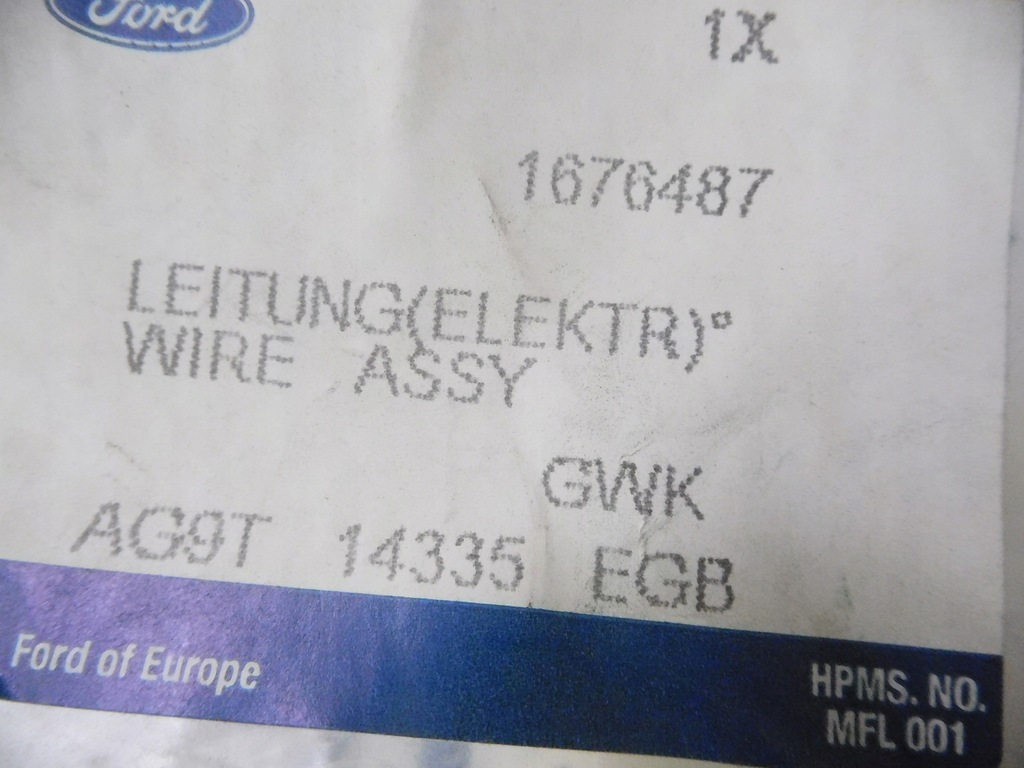 Ford
1X
1676487
LEITUNG(ELEKTR)°
WIRE ASSY
GWK
AG9T 14335 EGB
Ford of Europe
HPMS. NO.
MFL 001